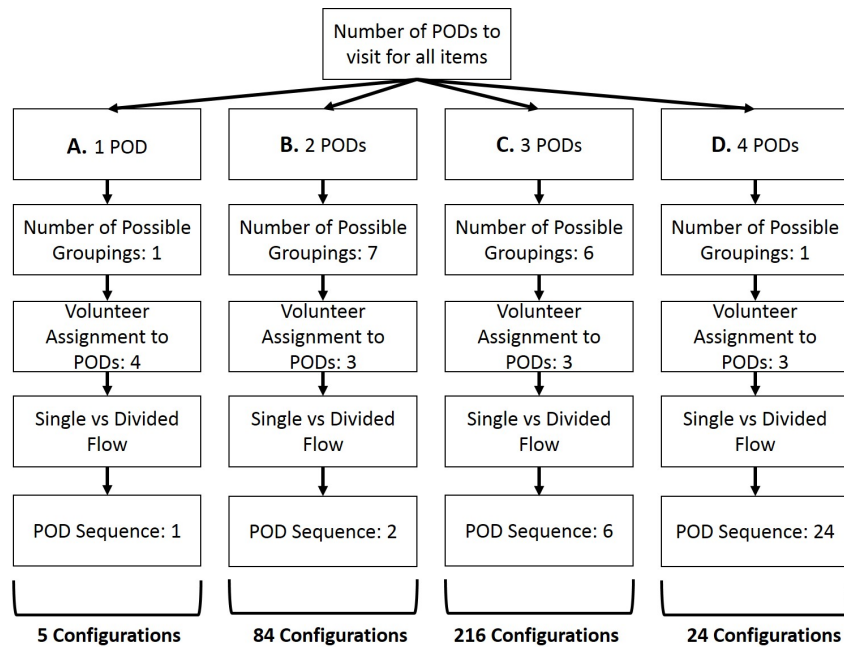 Number of PODs to
visit for all items
A. 1 POD
B. 2 PODs
C. 3 PODs
D. 4 PODs
Number of Possible
Groupings: 1
Number of Possible
Groupings: 7
Number of Possible
Groupings: 6
Number of Possible
Groupings: 1
Volunteer
Assignment to
PODs: 4
Volunteer
Assignment to
PODs: 3
Volunteer
Assignment to
PODs: 3
Volunteer
Assignment to
PODs: 3
Single vs Divided
Flow
Single vs Divided
Flow
Single vs Divided
Flow
Single vs Divided
Flow
POD Sequence: 1
POD Sequence: 2
POD Sequence: 6
POD Sequence: 24
5 Configurations
84 Configurations
216 Configurations
24 Configurations